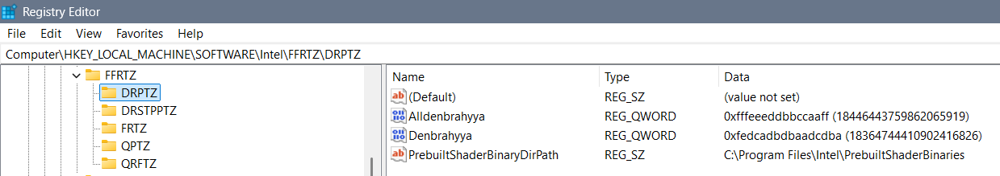 Registry Editor
File Edit View Favorites Help
Computer\HKEY_LOCAL_MACHINE\SOFTWARE\Intel\FFRTZ\DRPTZ
FFRTZ
DRPTZ
DRSTPPTZ
FRTZ
QPTZ
QRFTZ
Name Type Data
(Default) REG_SZ (value not set)
Alldenbrahyya REG_QWORD 0xfffeeeddbbccaaff (18446443759862065919)
Denbrahyya REG_QWORD 0xfedcadbdbaadcdba (18364744410902416826)
PrebuiltShaderBinaryDirPath REG_SZ C:\Program Files\Intel\PrebuiltShaderBinaries